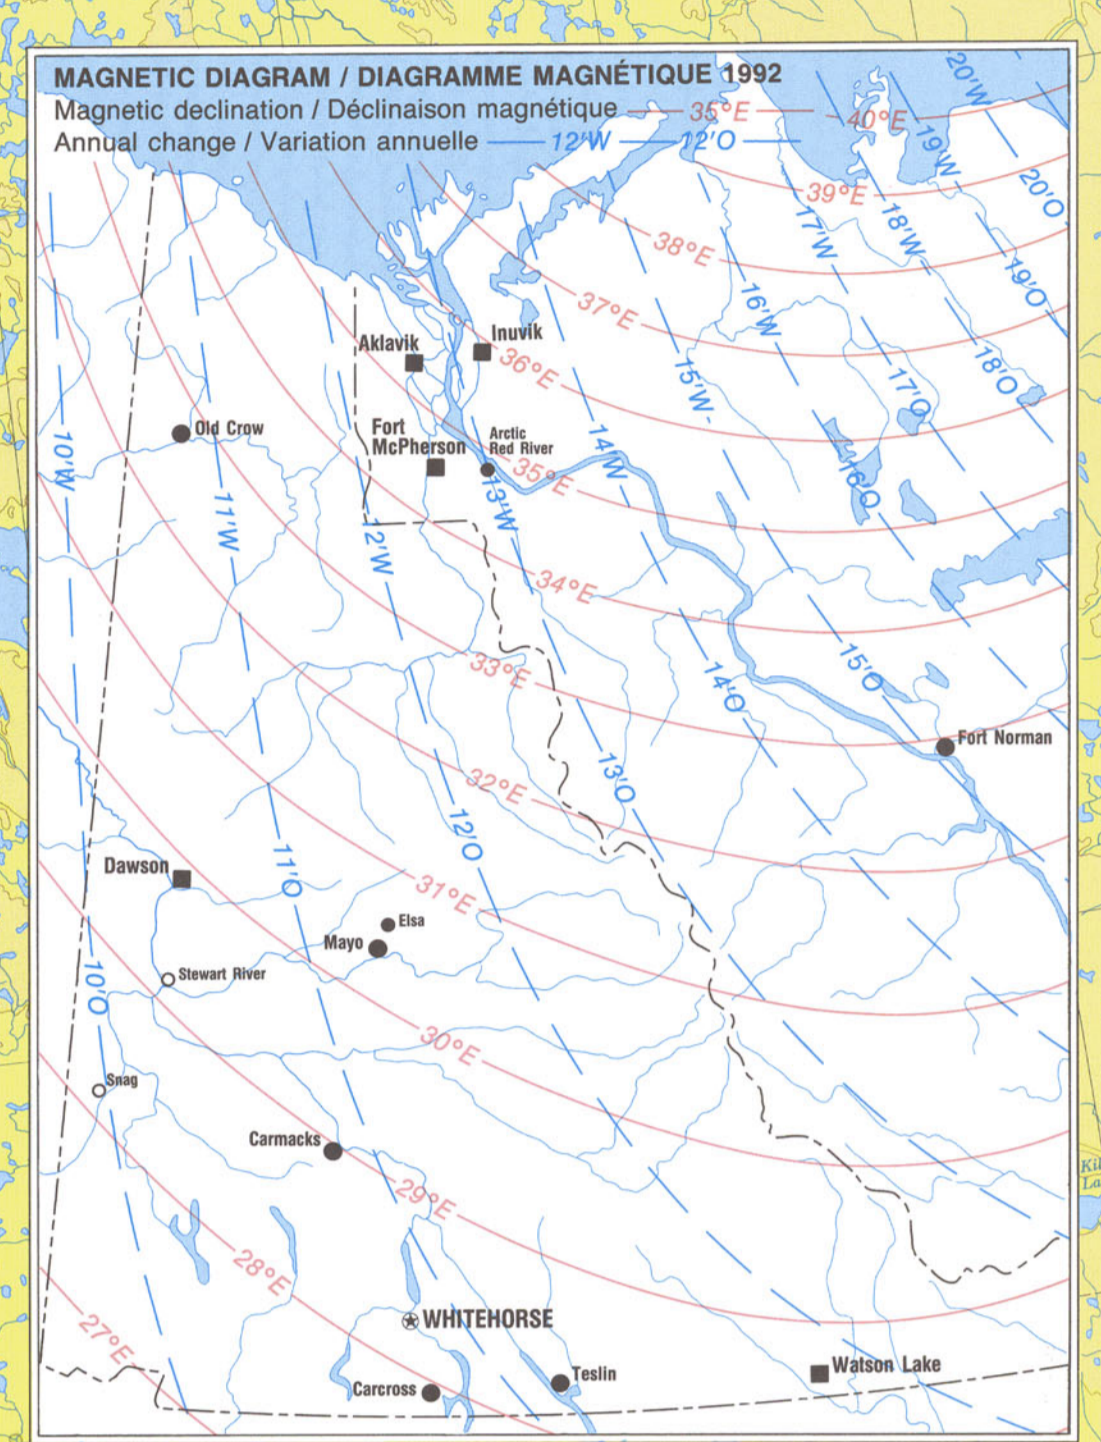 MAGNETIC DIAGRAM / DIAGRAMME MAGNÉTIQUE 1992
Magnetic declination / Déclinaison magnétique 35°E
Annual change / Variation annuelle 12'W 12'O
40°E
20'W
19'W
39°E
20'O
17'W
18'W
38°E
19'O
16'W
37°E
Inuvik
Aklavik
36°E
15'W
18'O
17'O
Old Crow
Fort
McPherson
Arctic
Red River
10'W
35°E
14'W
16'O
13'W
11'W
12'W
34°E
33°E
15'O
14'O
Fort Norman
32°E
13'O
12'O
Dawson
11'O
31°E
Elsa
Mayo
Stewart River
10'O
30°E
Snag
Carmacks
Kil
La
29°E
28°E
WHITEHORSE
27°E
Watson Lake
Teslin
Carcross